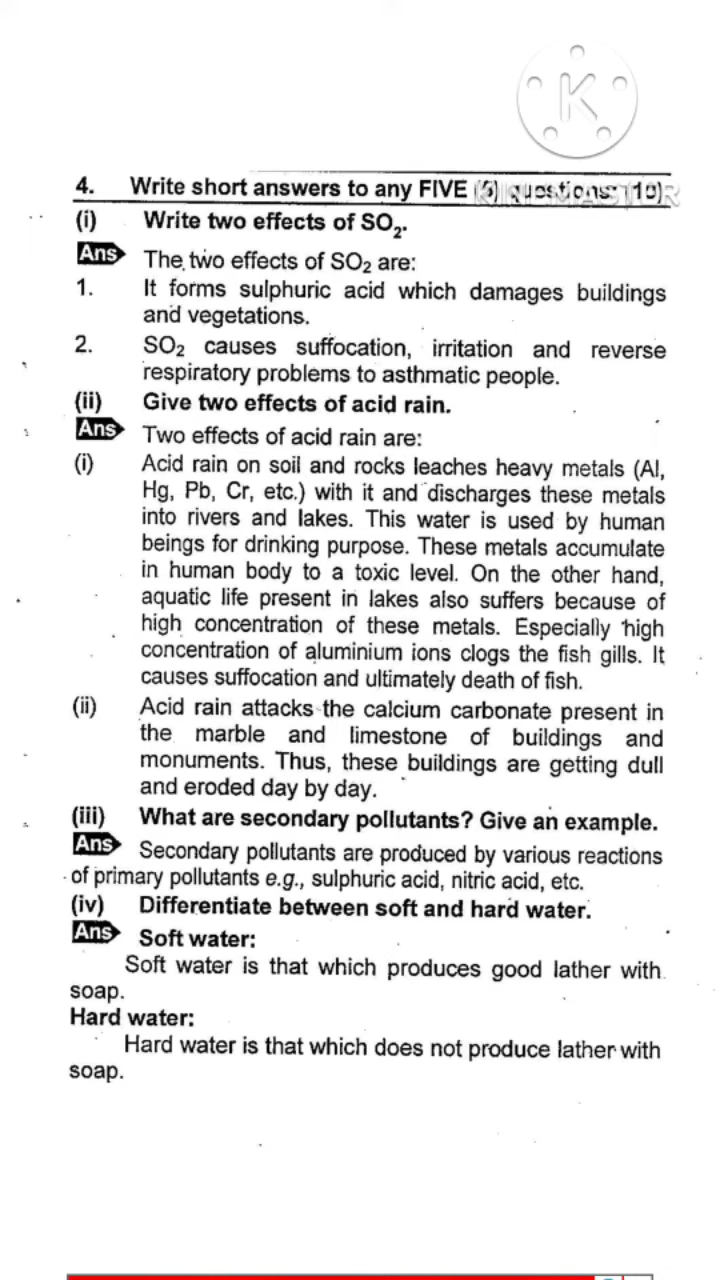 K
4. Write short answers to any FIVE (5) questions: (10)
(i) Write two effects of SO₂.
Ans The two effects of SO₂ are:
1. It forms sulphuric acid which damages buildings
and vegetations.
2. SO₂ causes suffocation, irritation and reverse
respiratory problems to asthmatic people.
(ii) Give two effects of acid rain.
Ans Two effects of acid rain are:
(i) Acid rain on soil and rocks leaches heavy metals (Al,
Hg, Pb, Cr, etc.) with it and discharges these metals
into rivers and lakes. This water is used by human
beings for drinking purpose. These metals accumulate
in human body to a toxic level. On the other hand,
aquatic life present in lakes also suffers because of
high concentration of these metals. Especially high
concentration of aluminium ions clogs the fish gills. It
causes suffocation and ultimately death of fish.
(ii) Acid rain attacks the calcium carbonate present in
the marble and limestone of buildings and
monuments. Thus, these buildings are getting dull
and eroded day by day.
(iii) What are secondary pollutants? Give an example.
Ans Secondary pollutants are produced by various reactions
of primary pollutants e.g., sulphuric acid, nitric acid, etc.
(iv) Differentiate between soft and hard water.
Ans Soft water:
Soft water is that which produces good lather with
soap.
Hard water:
Hard water is that which does not produce lather with
soap.